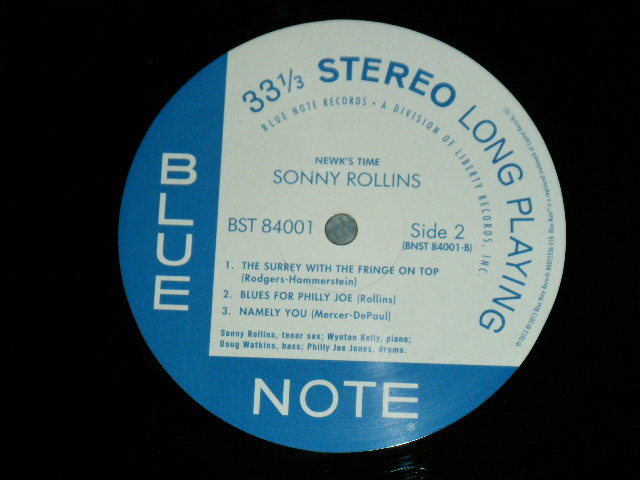 33⅓ STEREO LONG PLAYING
BLUE NOTE RECORDS • A DIVISION OF LIBERTY RECORDS, INC.
NEWK'S TIME
SONNY ROLLINS
BST 84001
Side 2
(BNST 84001-B)
1. THE SURREY WITH THE FRINGE ON TOP
(Rodgers-Hammerstein)
2. BLUES FOR PHILLY JOE (Rollins)
3. NAMELY YOU (Mercer-DePaul)
Sonny Rollins, tenor sax; Wynton Kelly, piano;
Doug Watkins, bass; Philly Joe Jones, drums.
BLUE
NOTE®